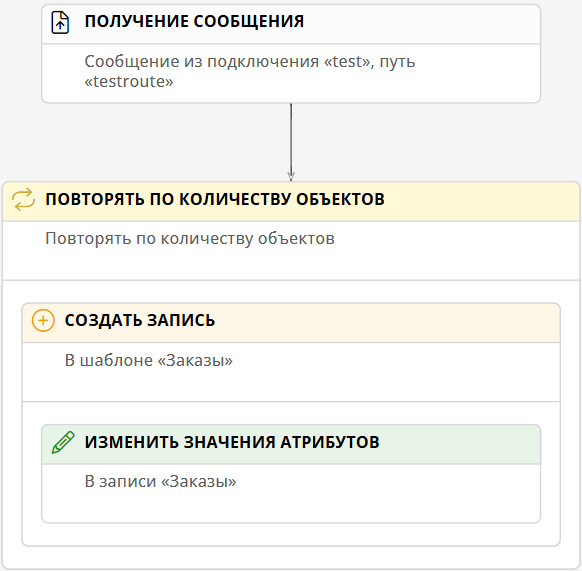 ПОЛУЧЕНИЕ СООБЩЕНИЯ
Сообщение из подключения «test», путь
«testroute»
ПОВТОРЯТЬ ПО КОЛИЧЕСТВУ ОБЪЕКТОВ
Повторять по количеству объектов
СОЗДАТЬ ЗАПИСЬ
В шаблоне «Заказы»
ИЗМЕНИТЬ ЗНАЧЕНИЯ АТРИБУТОВ
В записи «Заказы»